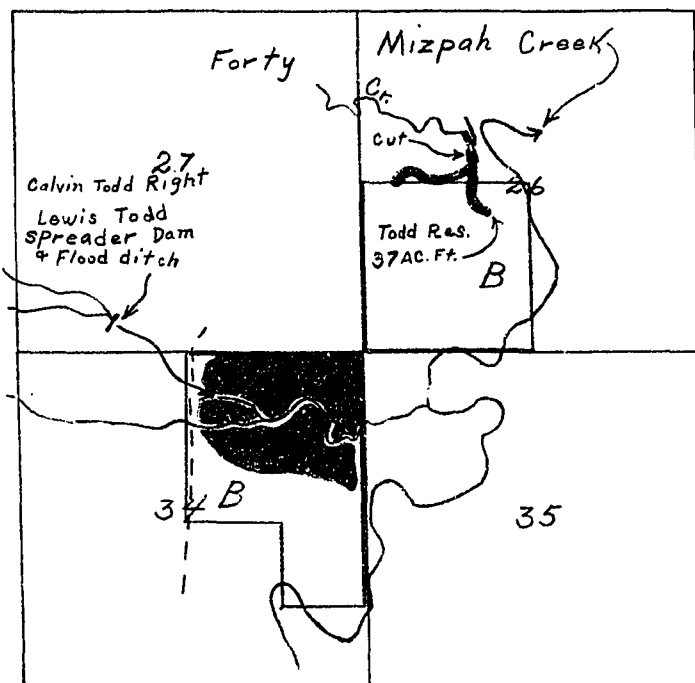 Forty
Mizpah Creek
Cr.
Cut
27
Calvin Todd Right
Lewis Todd
Spreader Dam
& Flood ditch
26
Todd Res.
37 AC. Ft.
B
34
B
35